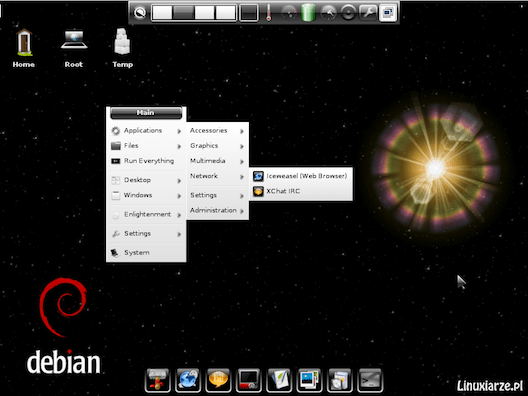 Home
Root
Temp
Main
Applications
Files
Run Everything
Desktop
Windows
Enlightenment
Settings
System
Accessories
Graphics
Multimedia
Network
Settings
Administration
Iceweasel (Web Browser)
XChat IRC
debian
Linuxiarze.pl